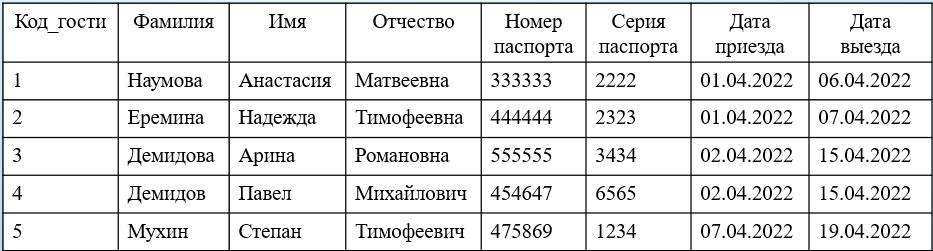 Код_гости Фамилия Имя Отчество Номер паспорта Серия паспорта Дата приезда Дата выезда
1 Наумова Анастасия Матвеевна 333333 2222 01.04.2022 06.04.2022
2 Еремина Надежда Тимофеевна 444444 2323 01.04.2022 07.04.2022
3 Демидова Арина Романовна 555555 3434 02.04.2022 15.04.2022
4 Демидов Павел Михайлович 454647 6565 02.04.2022 15.04.2022
5 Мухин Степан Тимофеевич 475869 1234 07.04.2022 19.04.2022